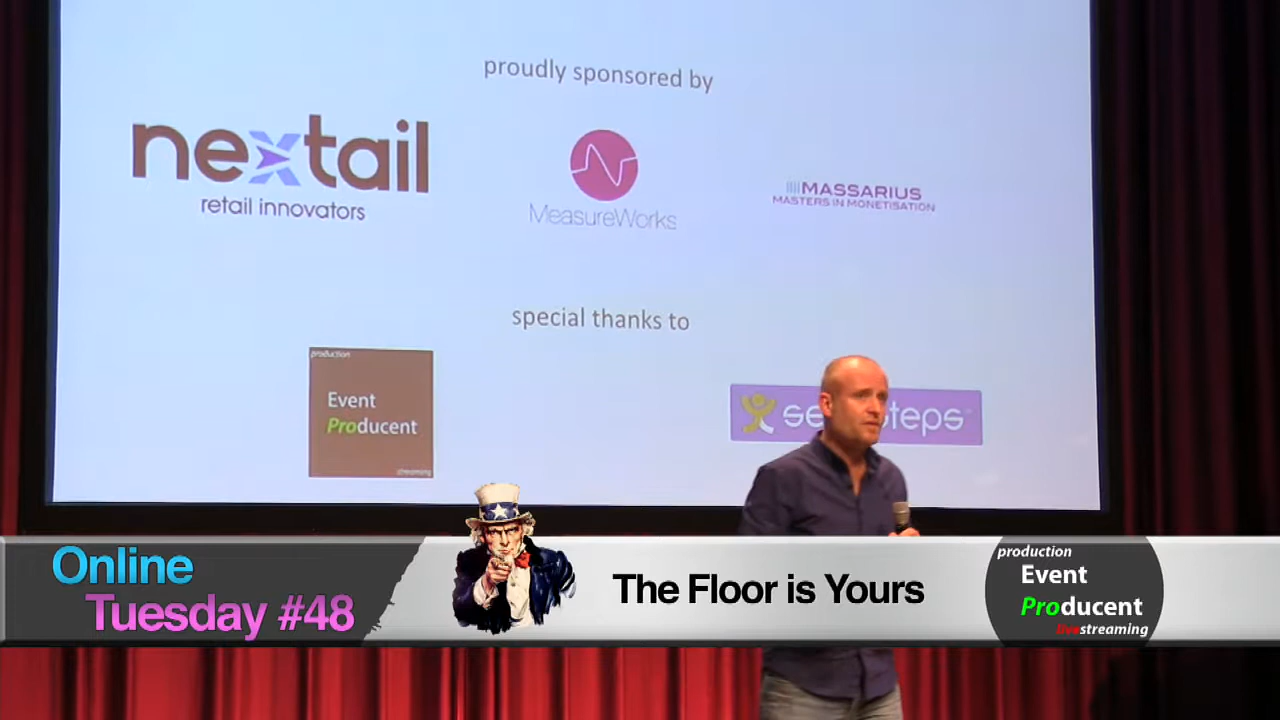 proudly sponsored by
nextail
retail innovators
MeasureWorks
MASSARIUS
MASTERS IN MONETISATION
special thanks to
production
Event
Producent
streaming
steps
Online
Tuesday #48
The Floor is Yours
production
Event
Producent
livestreaming